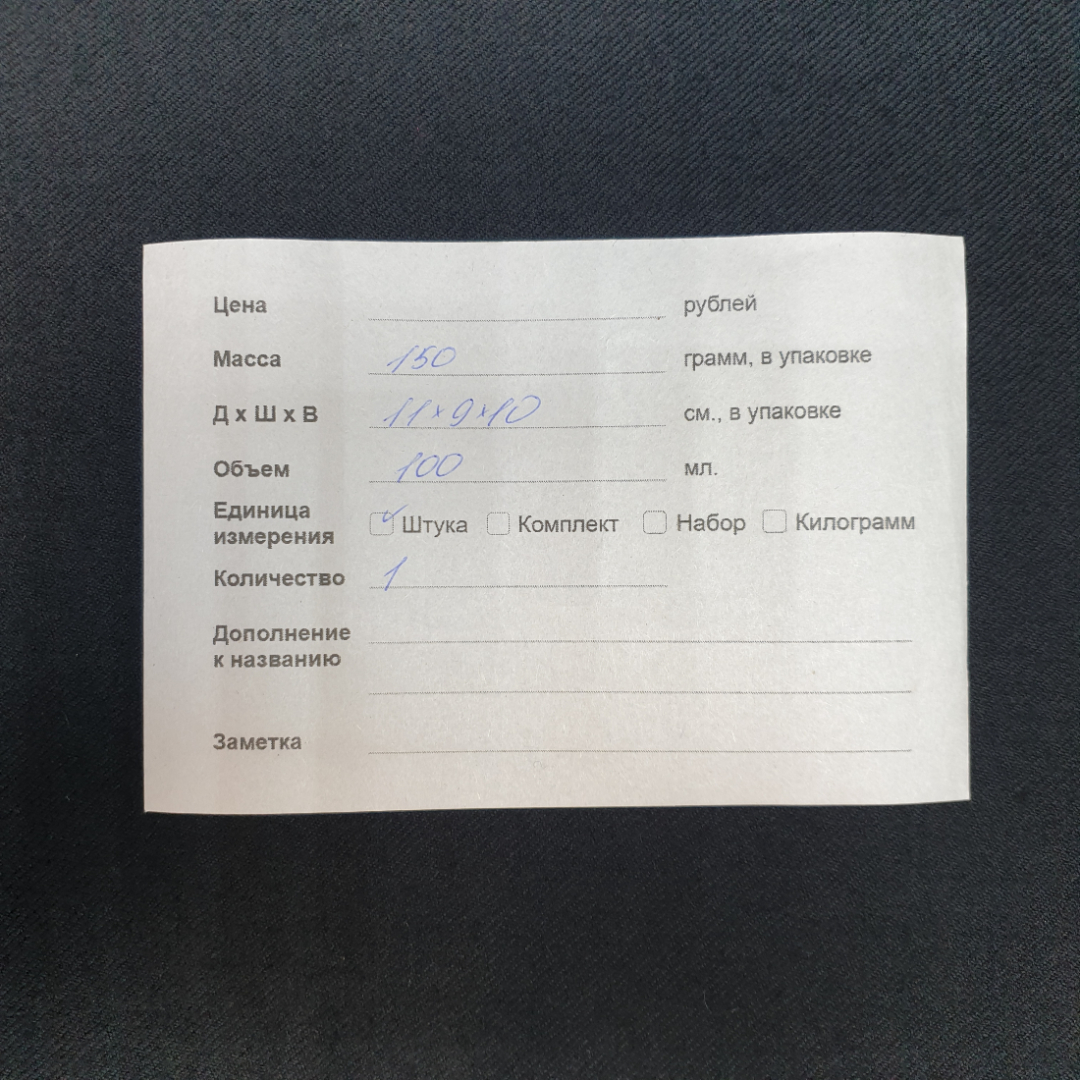 Цена рублей
Масса 150 грамм, в упаковке
Д х Ш х В 11×9×10 см., в упаковке
Объем 100 мл.
Единица
измерения Штука Комплект Набор Килограмм
Количество 1
Дополнение
к названию
Заметка